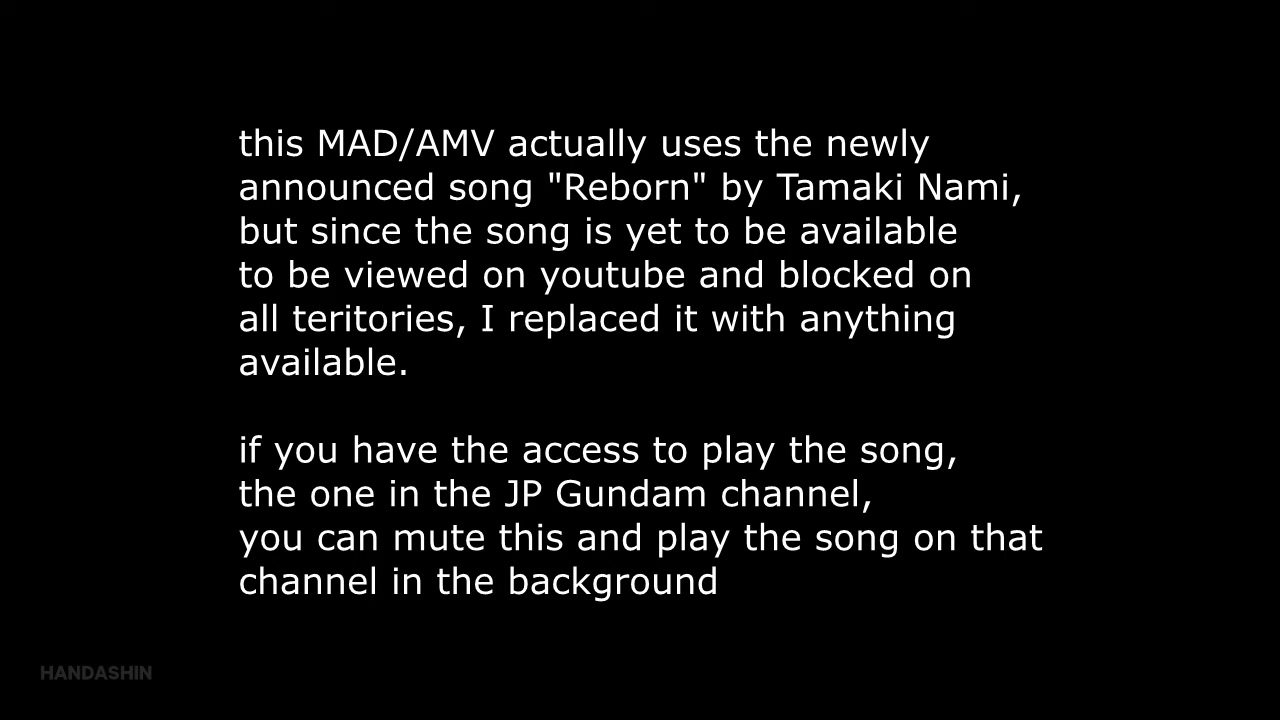 this MAD/AMV actually uses the newly
announced song "Reborn" by Tamaki Nami,
but since the song is yet to be available
to be viewed on youtube and blocked on
all teritories, I replaced it with anything
available.
if you have the access to play the song,
the one in the JP Gundam channel,
you can mute this and play the song on that
channel in the background
HANDASHIN